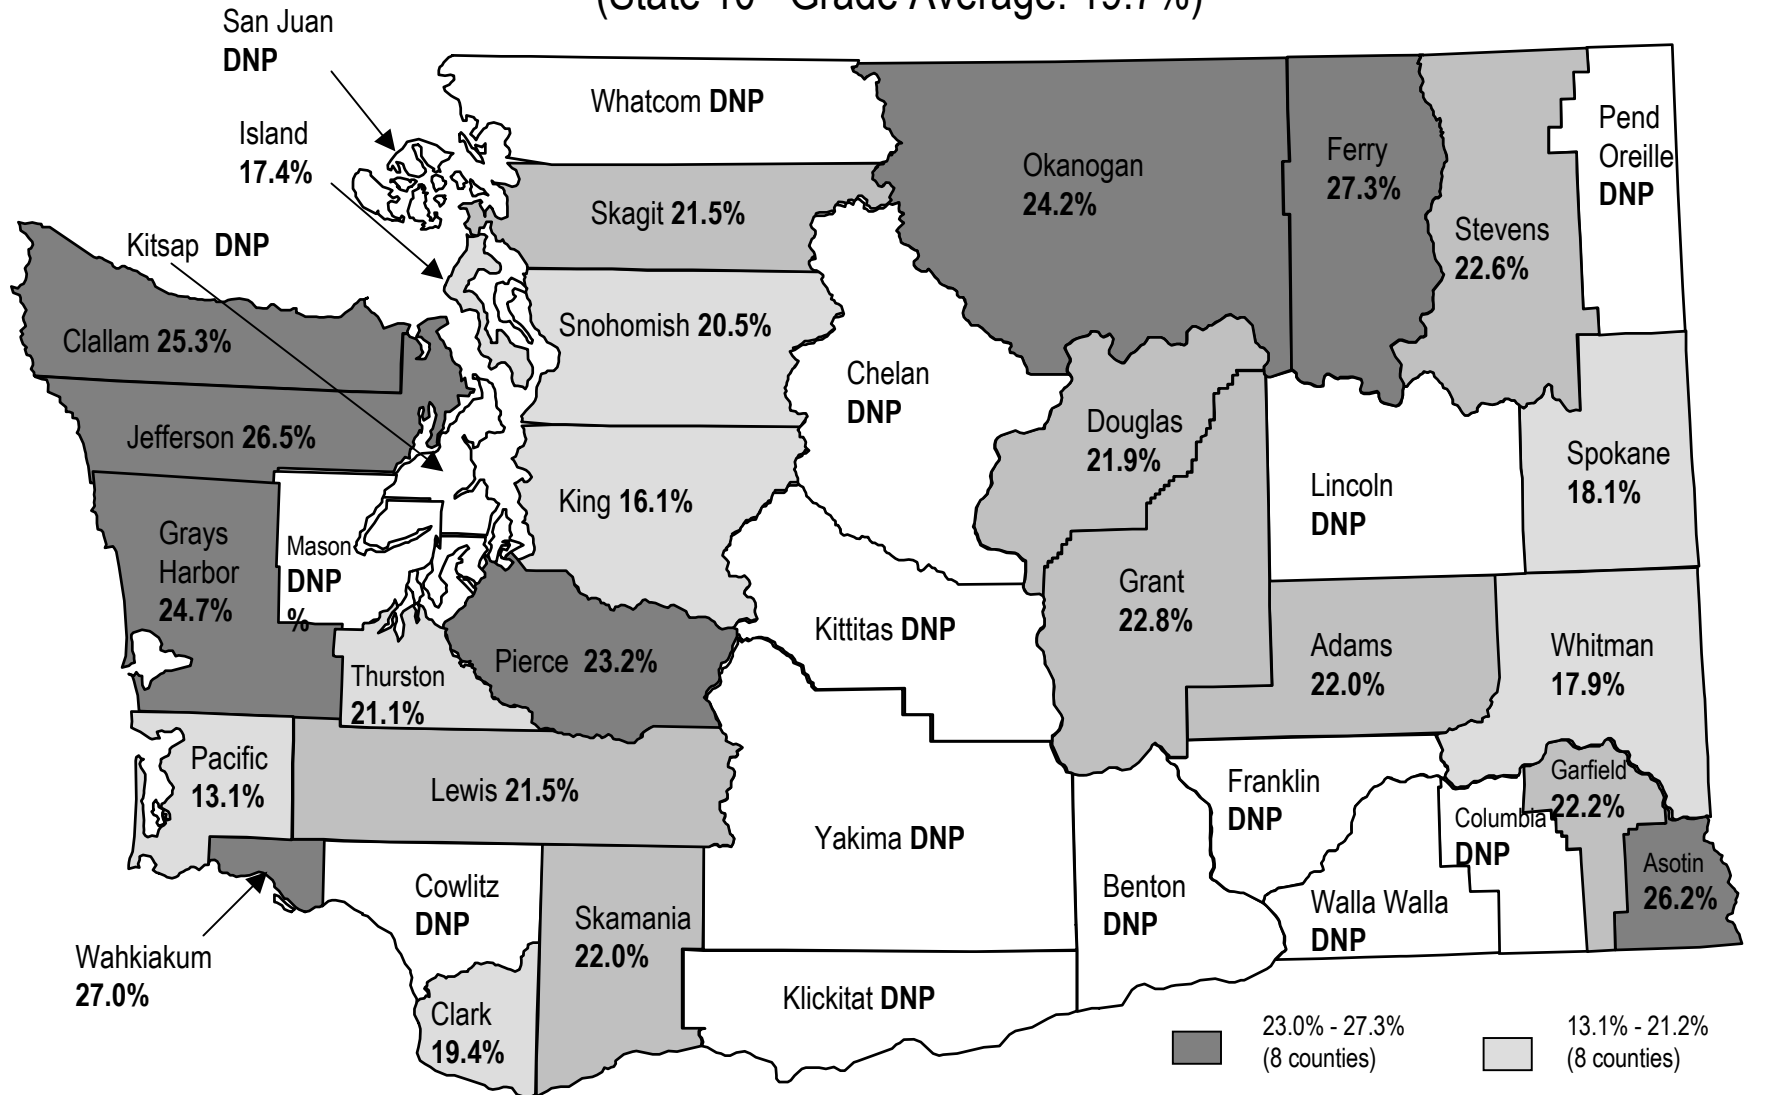 (State 10 Grade Average: 19.7%)
San Juan
DNP
Whatcom DNP
Island
17.4%
Pend
Oreille
DNP
Okanogan
24.2%
Ferry
27.3%
Skagit 21.5%
Stevens
22.6%
Kitsap DNP
Clallam 25.3%
Snohomish 20.5%
Chelan
DNP
Jefferson 26.5%
Douglas
21.9%
Spokane
18.1%
King 16.1%
Lincoln
DNP
Grays
Harbor
24.7%
Mason
DNP
%
Grant
22.8%
Kittitas DNP
Adams
22.0%
Whitman
17.9%
Thurston
21.1%
Pierce 23.2%
Pacific
13.1%
Lewis 21.5%
Yakima DNP
Franklin
DNP
Garfield
22.2%
Columbia
DNP
Asotin
26.2%
Cowlitz
DNP
Skamania
22.0%
Benton
DNP
Walla Walla
DNP
Wahkiakum
27.0%
Clark
19.4%
Klickitat DNP
23.0% - 27.3%
(8 counties)
13.1% - 21.2%
(8 counties)